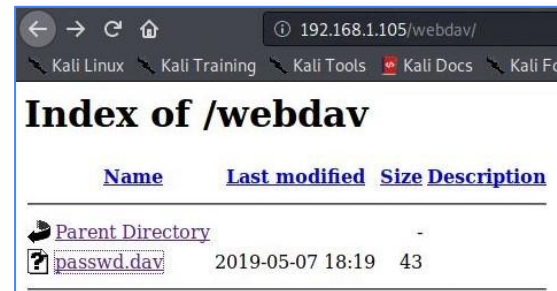 192.168.1.105/webdav/
Kali Linux Kali Training Kali Tools Kali Docs Kali
Index of /webdav
Name Last modified Size Description
Parent Directory -
passwd.dav 2019-05-07 18:19 43